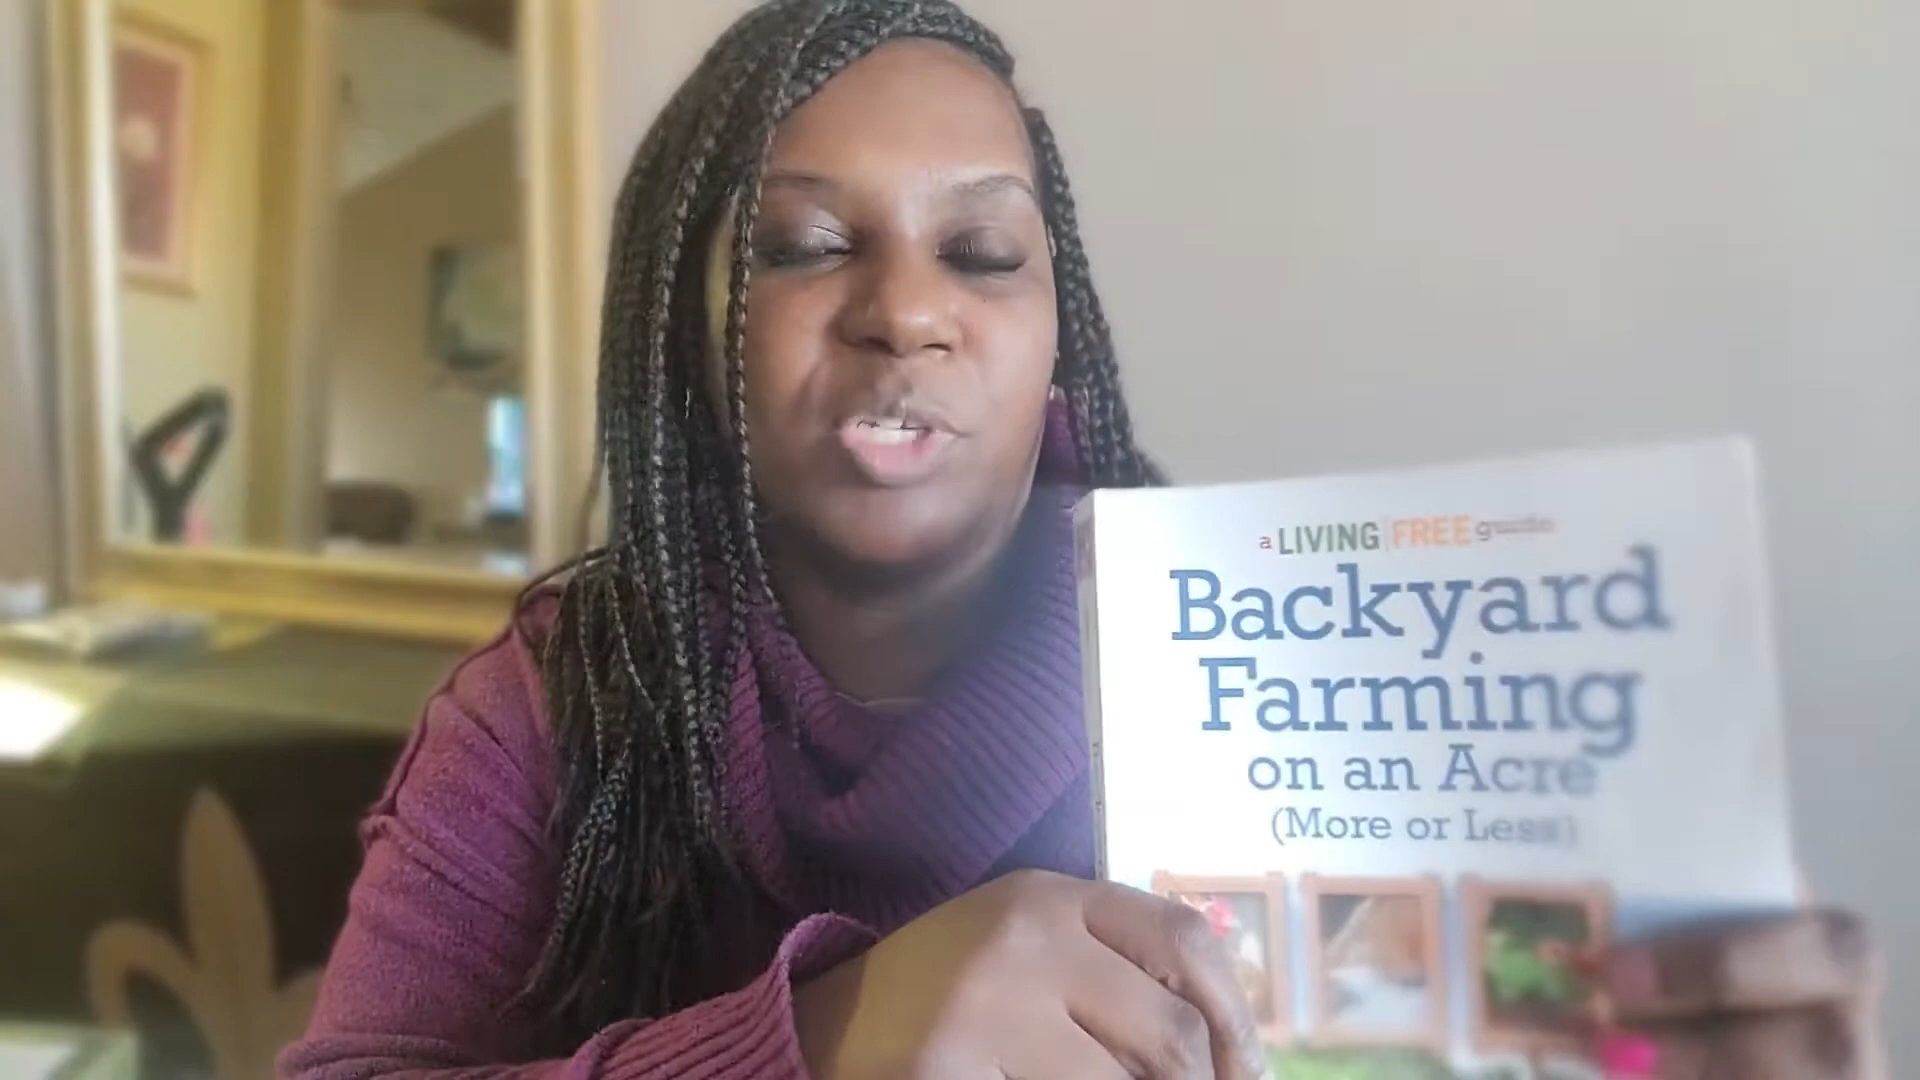 a LIVING FREE guide
Backyard
Farming
on an Acre
(More or Less)